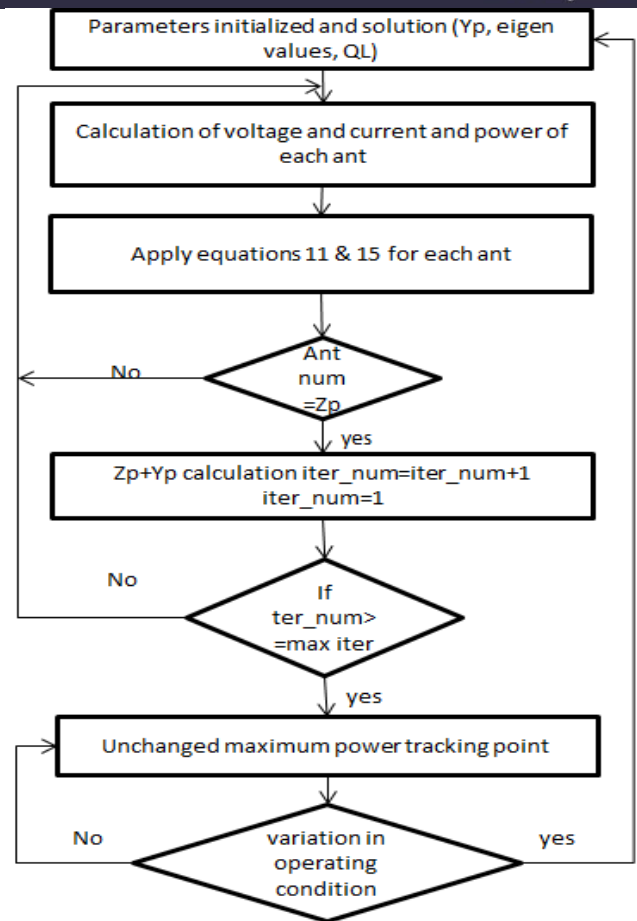 Parameters initialized and solution (Yp, eigen
values, QL)
Calculation of voltage and current and power of
each ant
Apply equations 11 & 15 for each ant
Ant
num
=Zp
No
yes
Zp+Yp calculation iter_num=iter_num+1
iter_num=1
No
If
ter_num>
=max iter
yes
Unchanged maximum power tracking point
No
variation in
operating
condition
yes